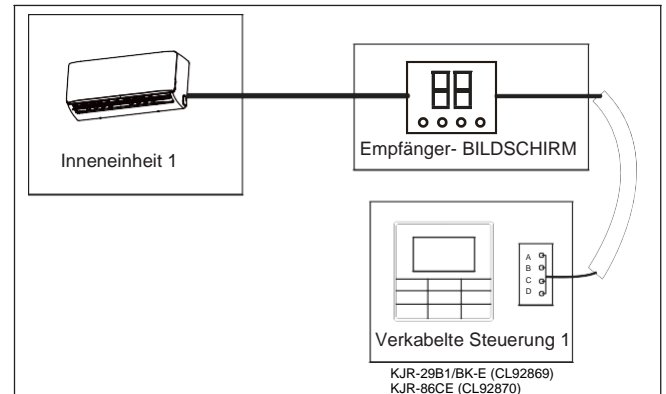 Inneneinheit 1
Empfänger- BILDSCHIRM
A
B
C
D
Verkabelte Steuerung 1
KJR-29B1/BK-E (CL92869)
KJR-86CE (CL92870)